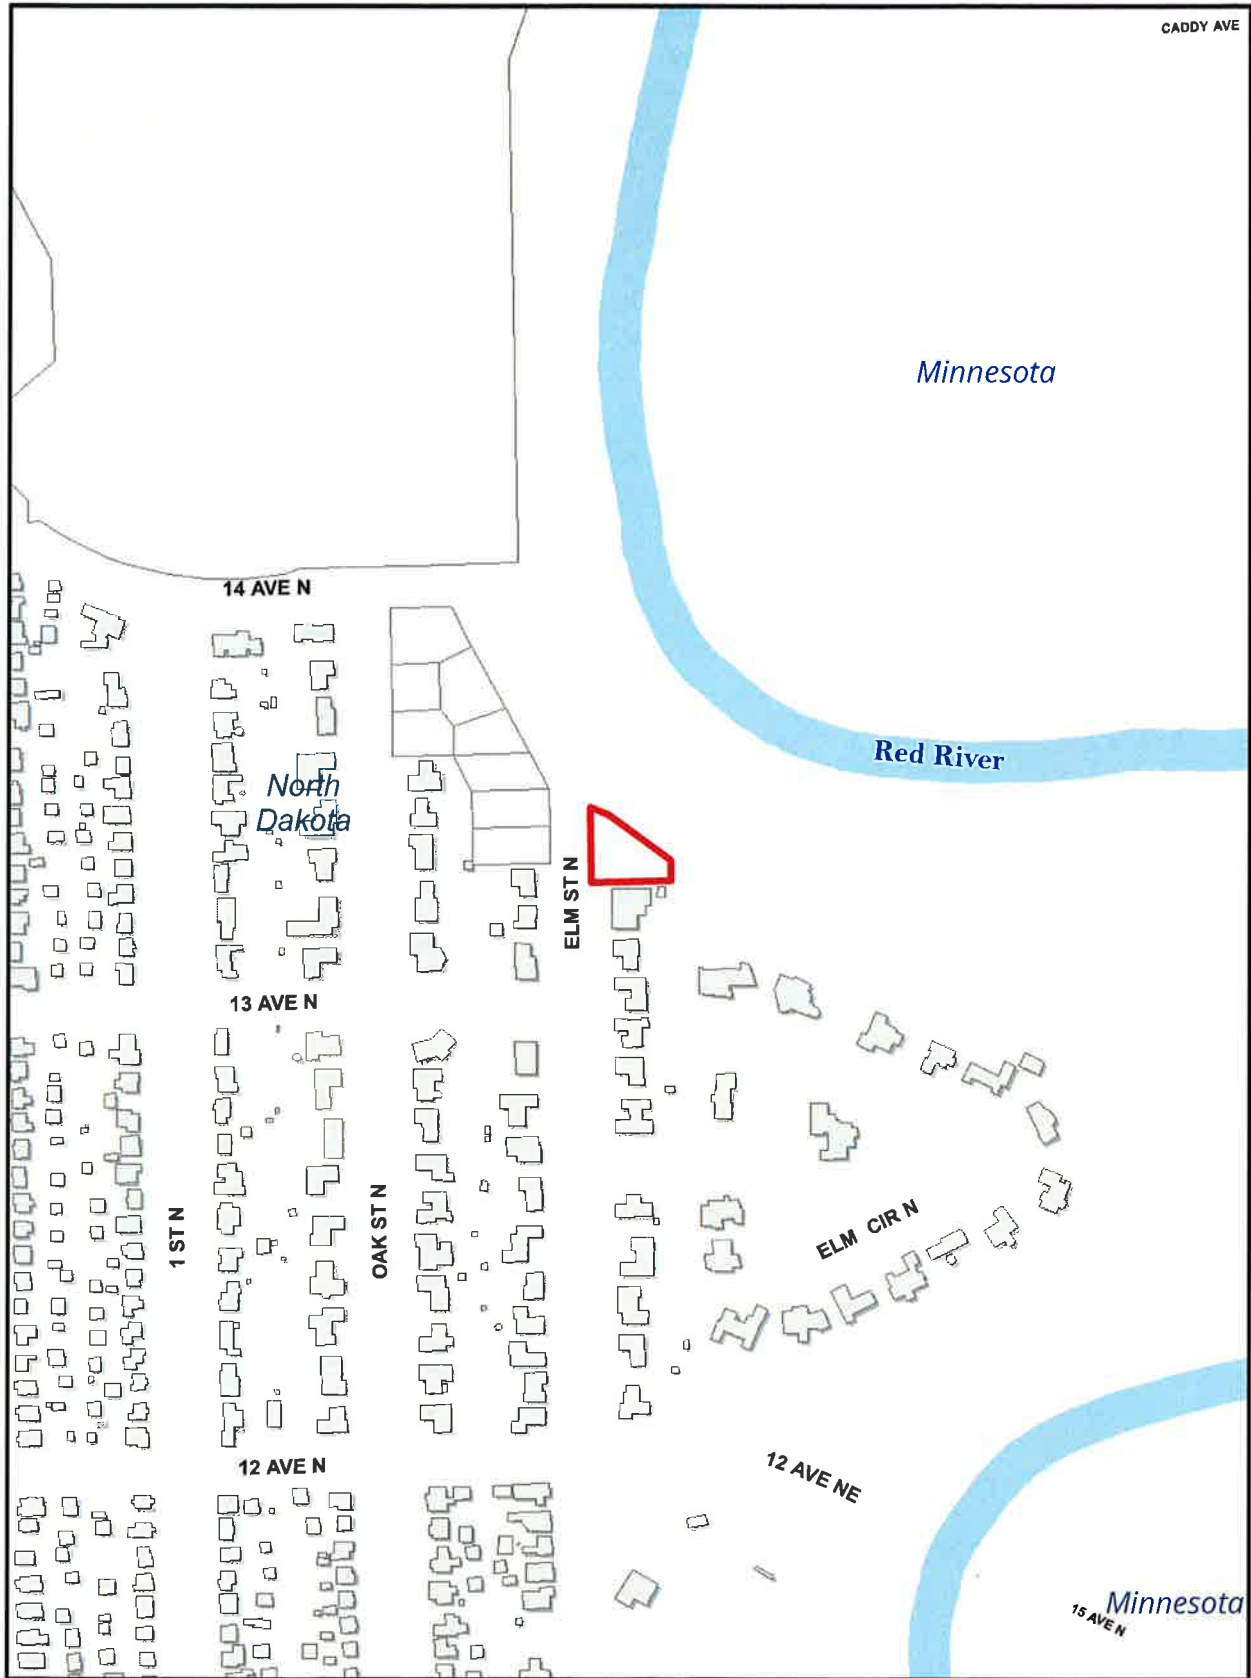 CADDY AVE
Minnesota
14 AVE N
Red River
North
Dakota
ELM ST N
13 AVE N
1 ST N
OAK ST N
ELM CIR N
12 AVE N
12 AVE NE
15 AVE N
Minnesota